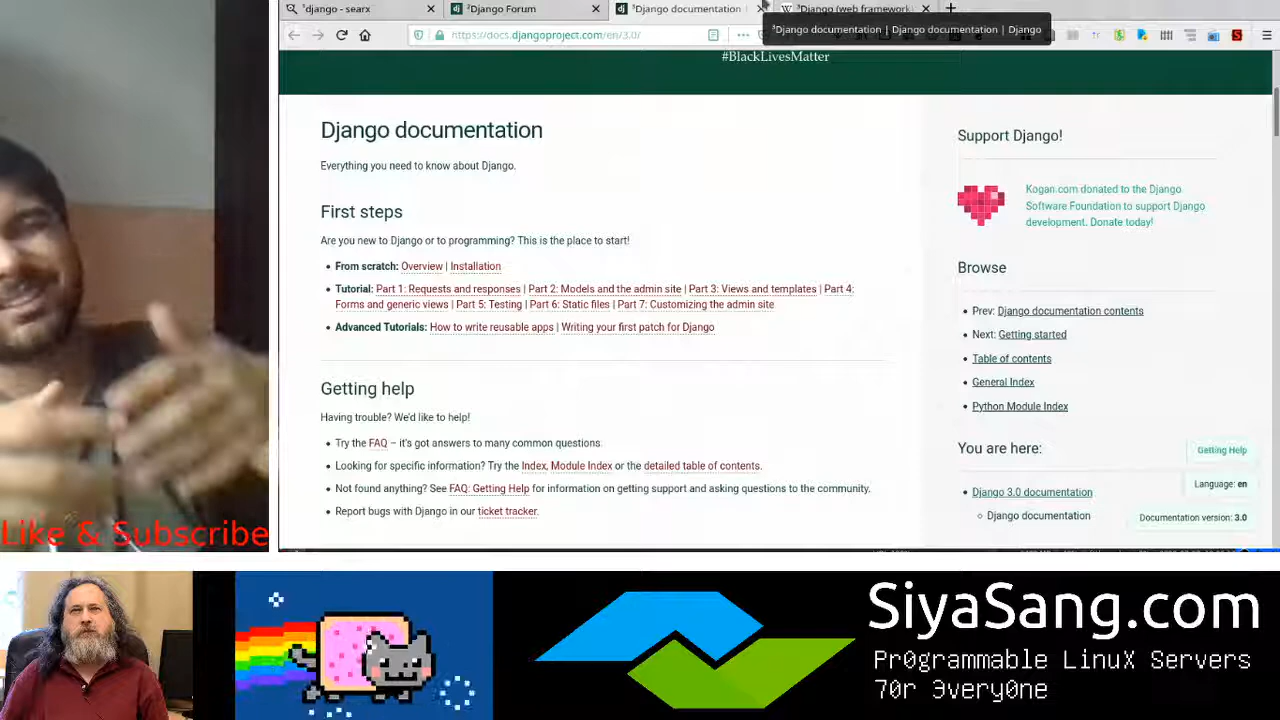 ¹django - searx
²Django Forum
³Django documentation
⁴Django (web framework
https://docs.djangoproject.com/en/3.0/
³Django documentation | Django documentation | Django
#BlackLivesMatter
Django documentation
Everything you need to know about Django.
First steps
Are you new to Django or to programming? This is the place to start!
From scratch: Overview | Installation
Tutorial: Part 1: Requests and responses | Part 2: Models and the admin site | Part 3: Views and templates | Part 4:
Forms and generic views | Part 5: Testing | Part 6: Static files | Part 7: Customizing the admin site
Advanced Tutorials: How to write reusable apps | Writing your first patch for Django
Getting help
Having trouble? We'd like to help!
Try the FAQ – it's got answers to many common questions.
Looking for specific information? Try the Index, Module Index or the detailed table of contents.
Not found anything? See FAQ: Getting Help for information on getting support and asking questions to the community.
Report bugs with Django in our ticket tracker.
Support Django!
Kogan.com donated to the Django
Software Foundation to support Django
development. Donate today!
Browse
Prev: Django documentation contents
Next: Getting started
Table of contents
General Index
Python Module Index
You are here:
Getting Help
Language: en
Django 3.0 documentation
Django documentation
Documentation version: 3.0
Like & Subscribe
SiyaSang.com
Pr0grammable LinuX Servers
70r 3very0ne